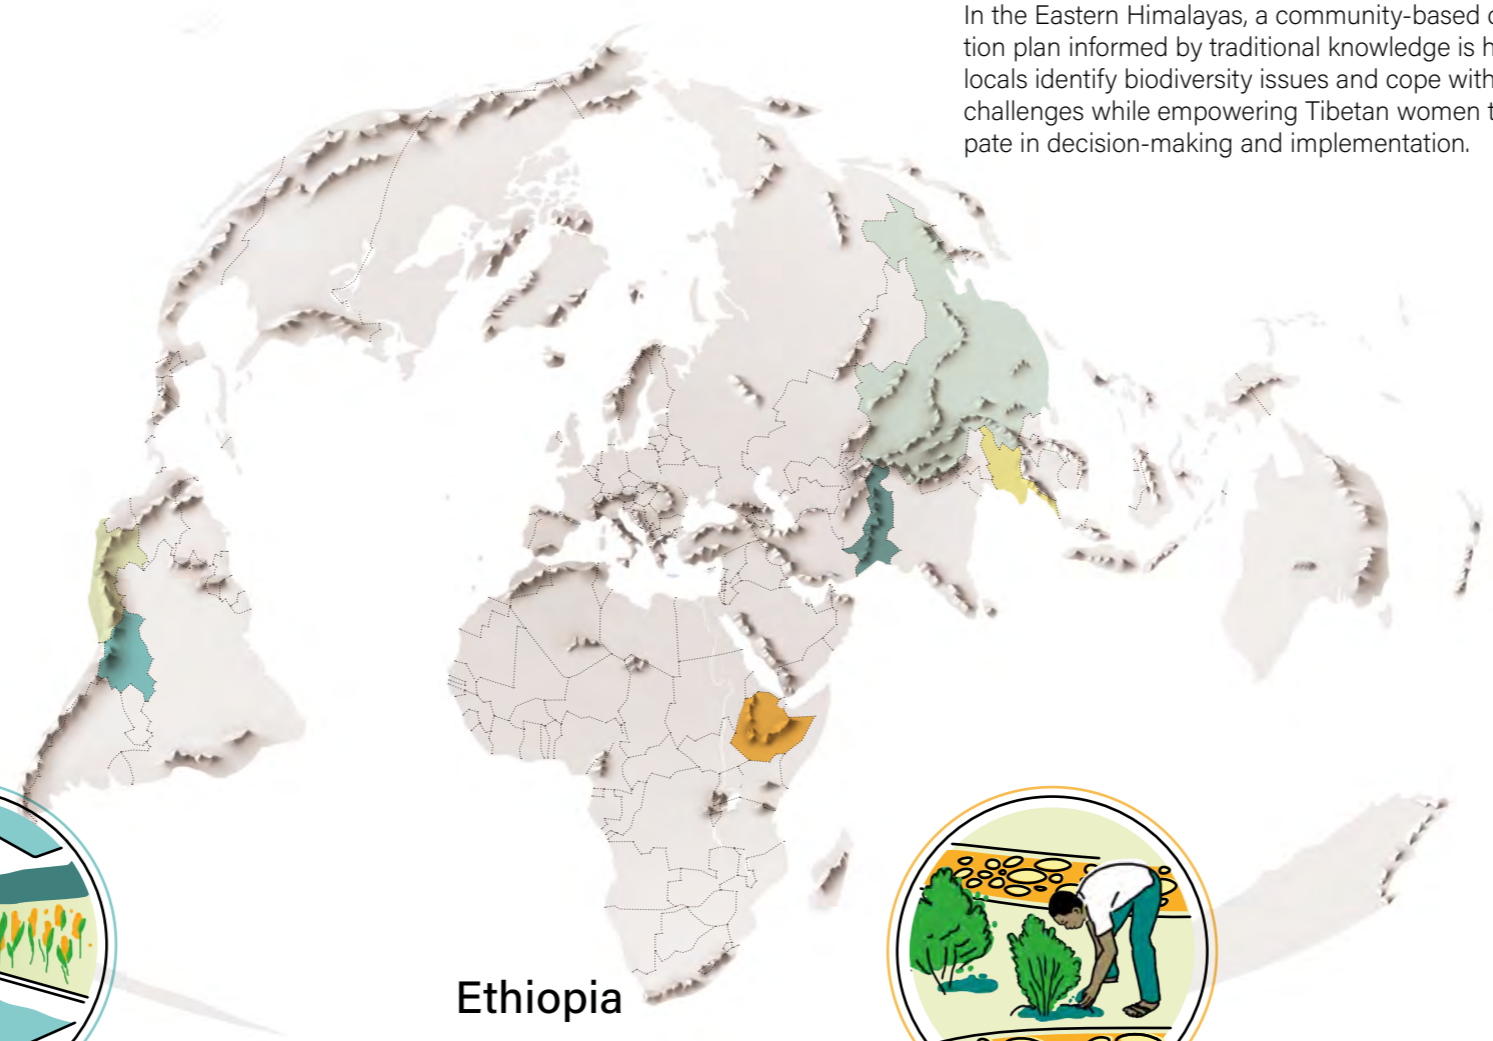 In the Eastern Himalayas, a community-based
tion plan informed by traditional knowledge is
locals identify biodiversity issues and cope with
challenges while empowering Tibetan women
pate in decision-making and implementation.
Ethiopia